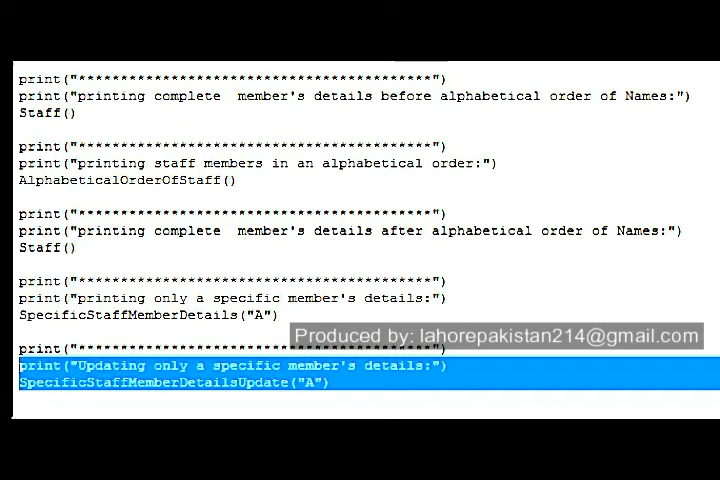 print("******************************************")
print("printing complete  member's details before alphabetical order of Names:")
Staff()
print("******************************************")
print("printing staff members in an alphabetical order:")
AlphabeticalOrderOfStaff()
print("******************************************")
print("printing complete  member's details after alphabetical order of Names:")
Staff()
print("******************************************")
print("printing only a specific member's details:")
SpecificStaffMemberDetails("A")
Produced by: lahorepakistan214@gmail.com
print("******************************************")
print("Updating only a specific member's details:")
SpecificStaffMemberDetailsUpdate("A")